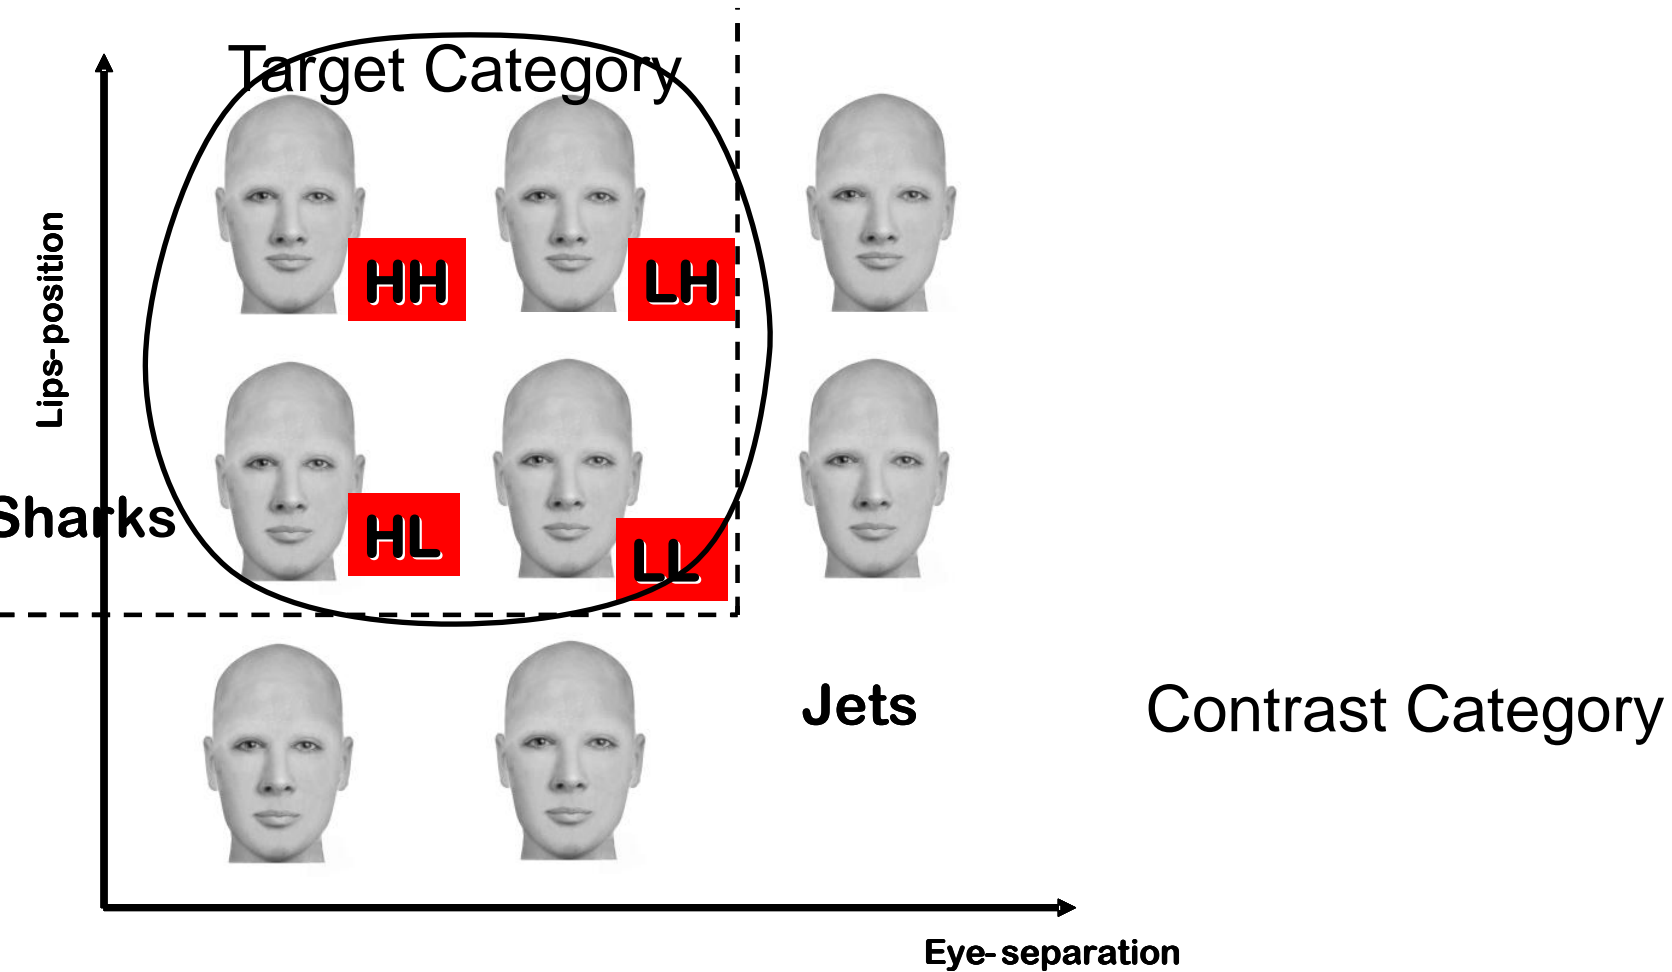 Target Category
Lips-position
HH
LH
Sharks
HL
LL
Jets
Contrast Category
Eye-separation